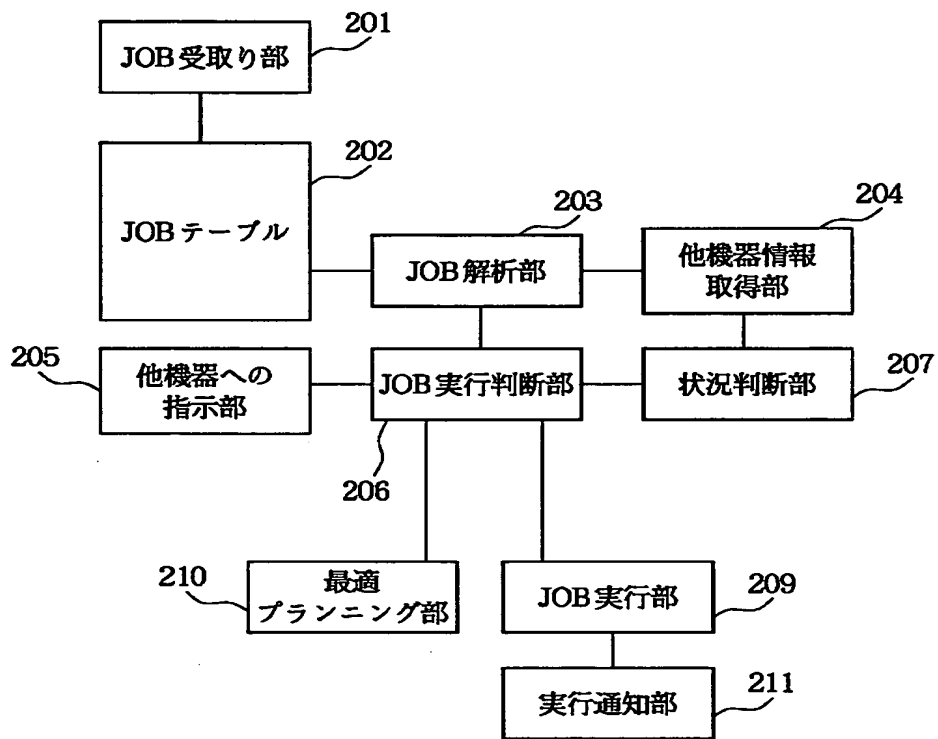 201
JOB受取り部
202
JOBテーブル
203
JOB解析部
204
他機器情報
取得部
205
他機器への
指示部
JOB実行判断部
206
状況判断部
207
210
最適
プランニング部
JOB実行部
209
実行通知部
211